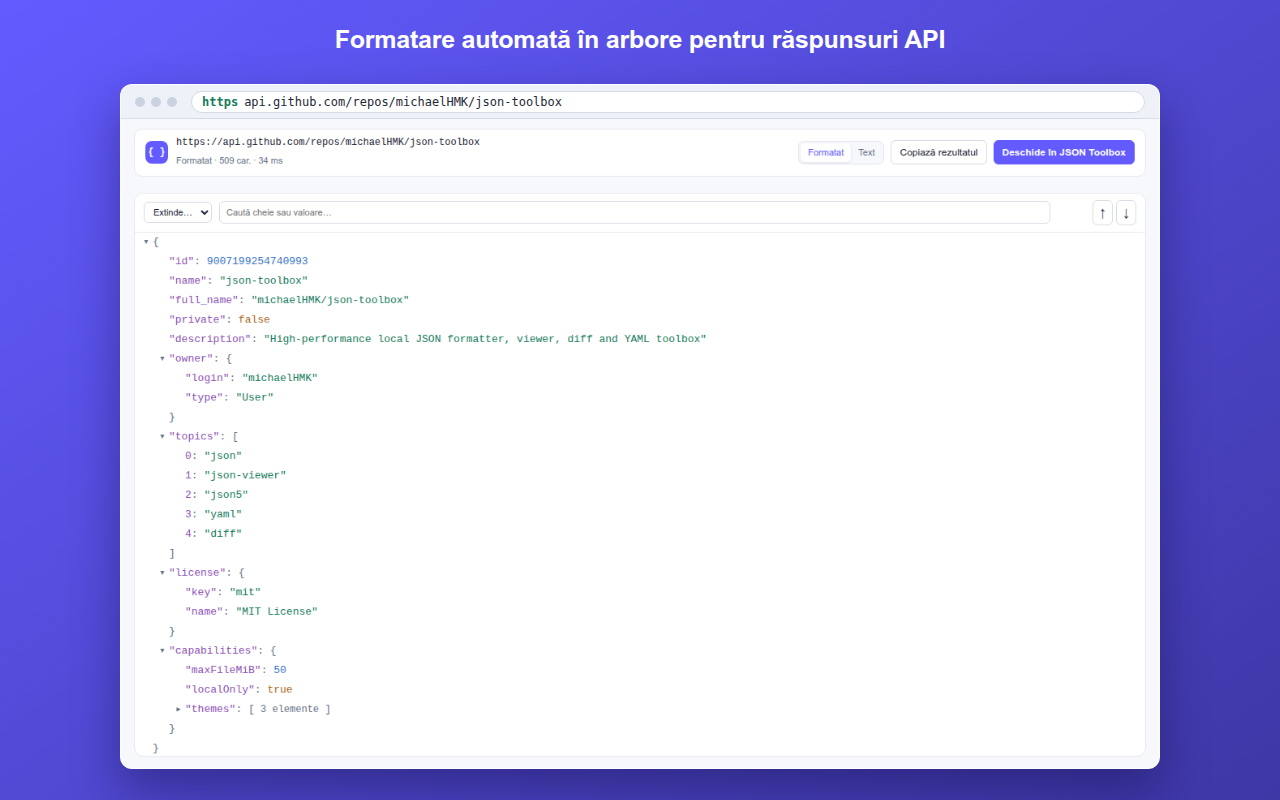 Formatare automată în arbore pentru răspunsuri API
https api.github.com/repos/michaelHMK/json-toolbox
{ } https://api.github.com/repos/michaelHMK/json-toolbox
Formatat · 509 car. · 34 ms
Formatat Text Copiază rezultatul Deschide în JSON Toolbox
Extinde… Caută cheie sau valoare… ↑ ↓
▾ {
"id": 9007199254740993
"name": "json-toolbox"
"full_name": "michaelHMK/json-toolbox"
"private": false
"description": "High-performance local JSON formatter, viewer, diff and YAML toolbox"
▾ "owner": {
"login": "michaelHMK"
"type": "User"
}
▾ "topics": [
0: "json"
1: "json-viewer"
2: "json5"
3: "yaml"
4: "diff"
]
▾ "license": {
"key": "mit"
"name": "MIT License"
}
▾ "capabilities": {
"maxFileMiB": 50
"localOnly": true
▸ "themes": [ 3 elemente ]
}
}